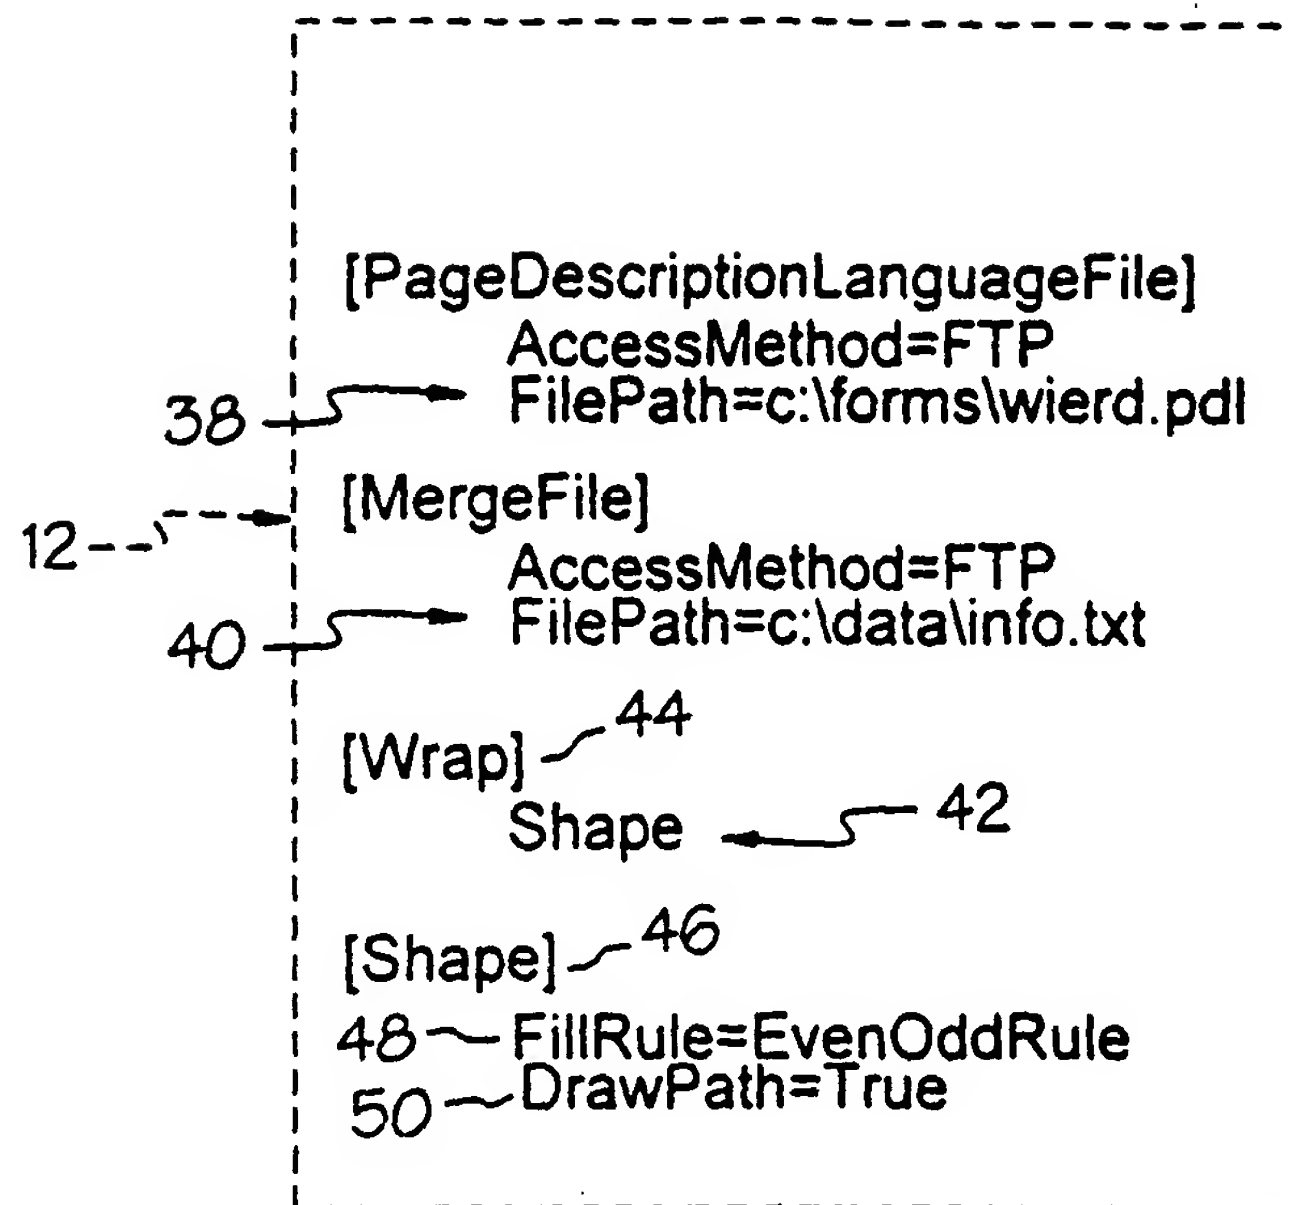 [PageDescriptionLanguageFile]
AccessMethod=FTP
38 FilePath=c:\forms\wierd.pdl
[MergeFile]
12
AccessMethod=FTP
40 FilePath=c:\data\info.txt
[Wrap] 44
Shape 42
[Shape] 46
48 FillRule=EvenOddRule
50 DrawPath=True